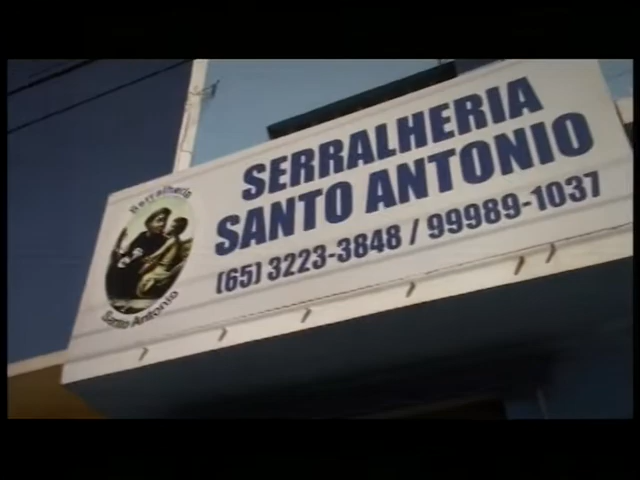 Serralheria
Santo Antonio
SERRALHERIA
SANTO ANTONIO
(65) 3223-3848 / 99989-1037